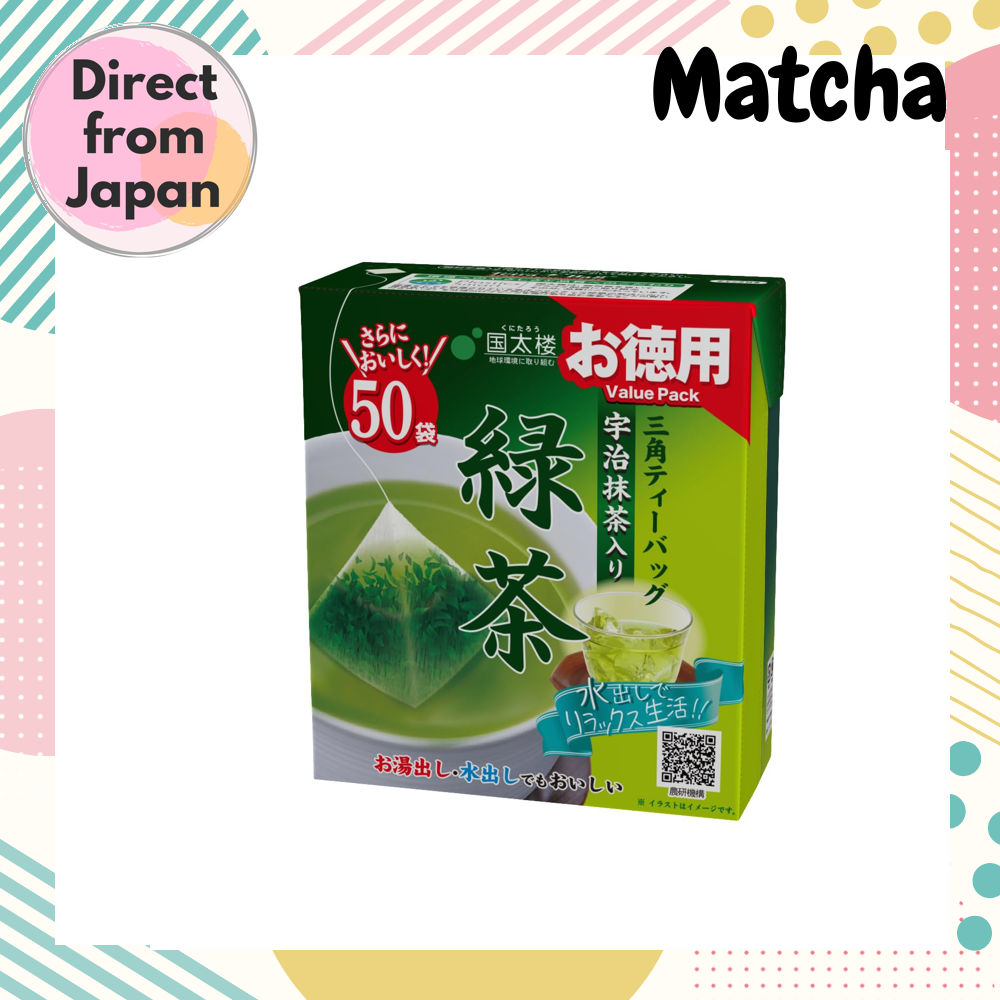 Direct
from
Japan
Matcha
さらに
おいしく!
50袋
くにたろう
国太楼
地球環境に取り組む
お徳用
Value Pack
緑茶
宇治抹茶入り
三角ティーバッグ
水出しで
リラックス生活!!
お湯出し・水出しでもおいしい
農研機構
※ イラストはイメージです。